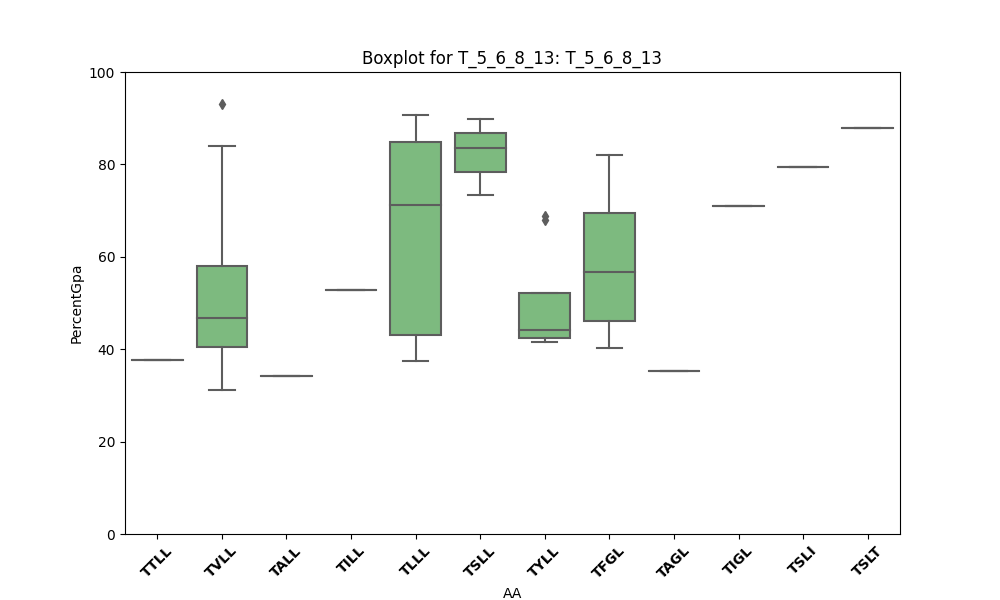 Boxplot for T_5_6_8_13: T_5_6_8_13
100
80
60
40
20
0
PercentGpa
TTLL
TVLL
TALL
TILL
TLLL
TSLL
TYLL
TFGL
TAGL
TIGL
TSLI
TSLT
AA